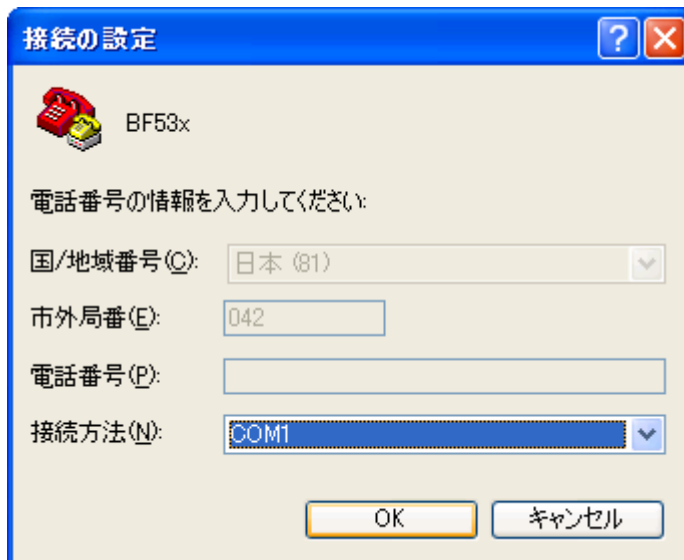 接続の設定
BF53x
電話番号の情報を入力してください:
国/地域番号(C): 日本 (81)
市外局番(E): 042
電話番号(P):
接続方法(N): COM1
OK キャンセル